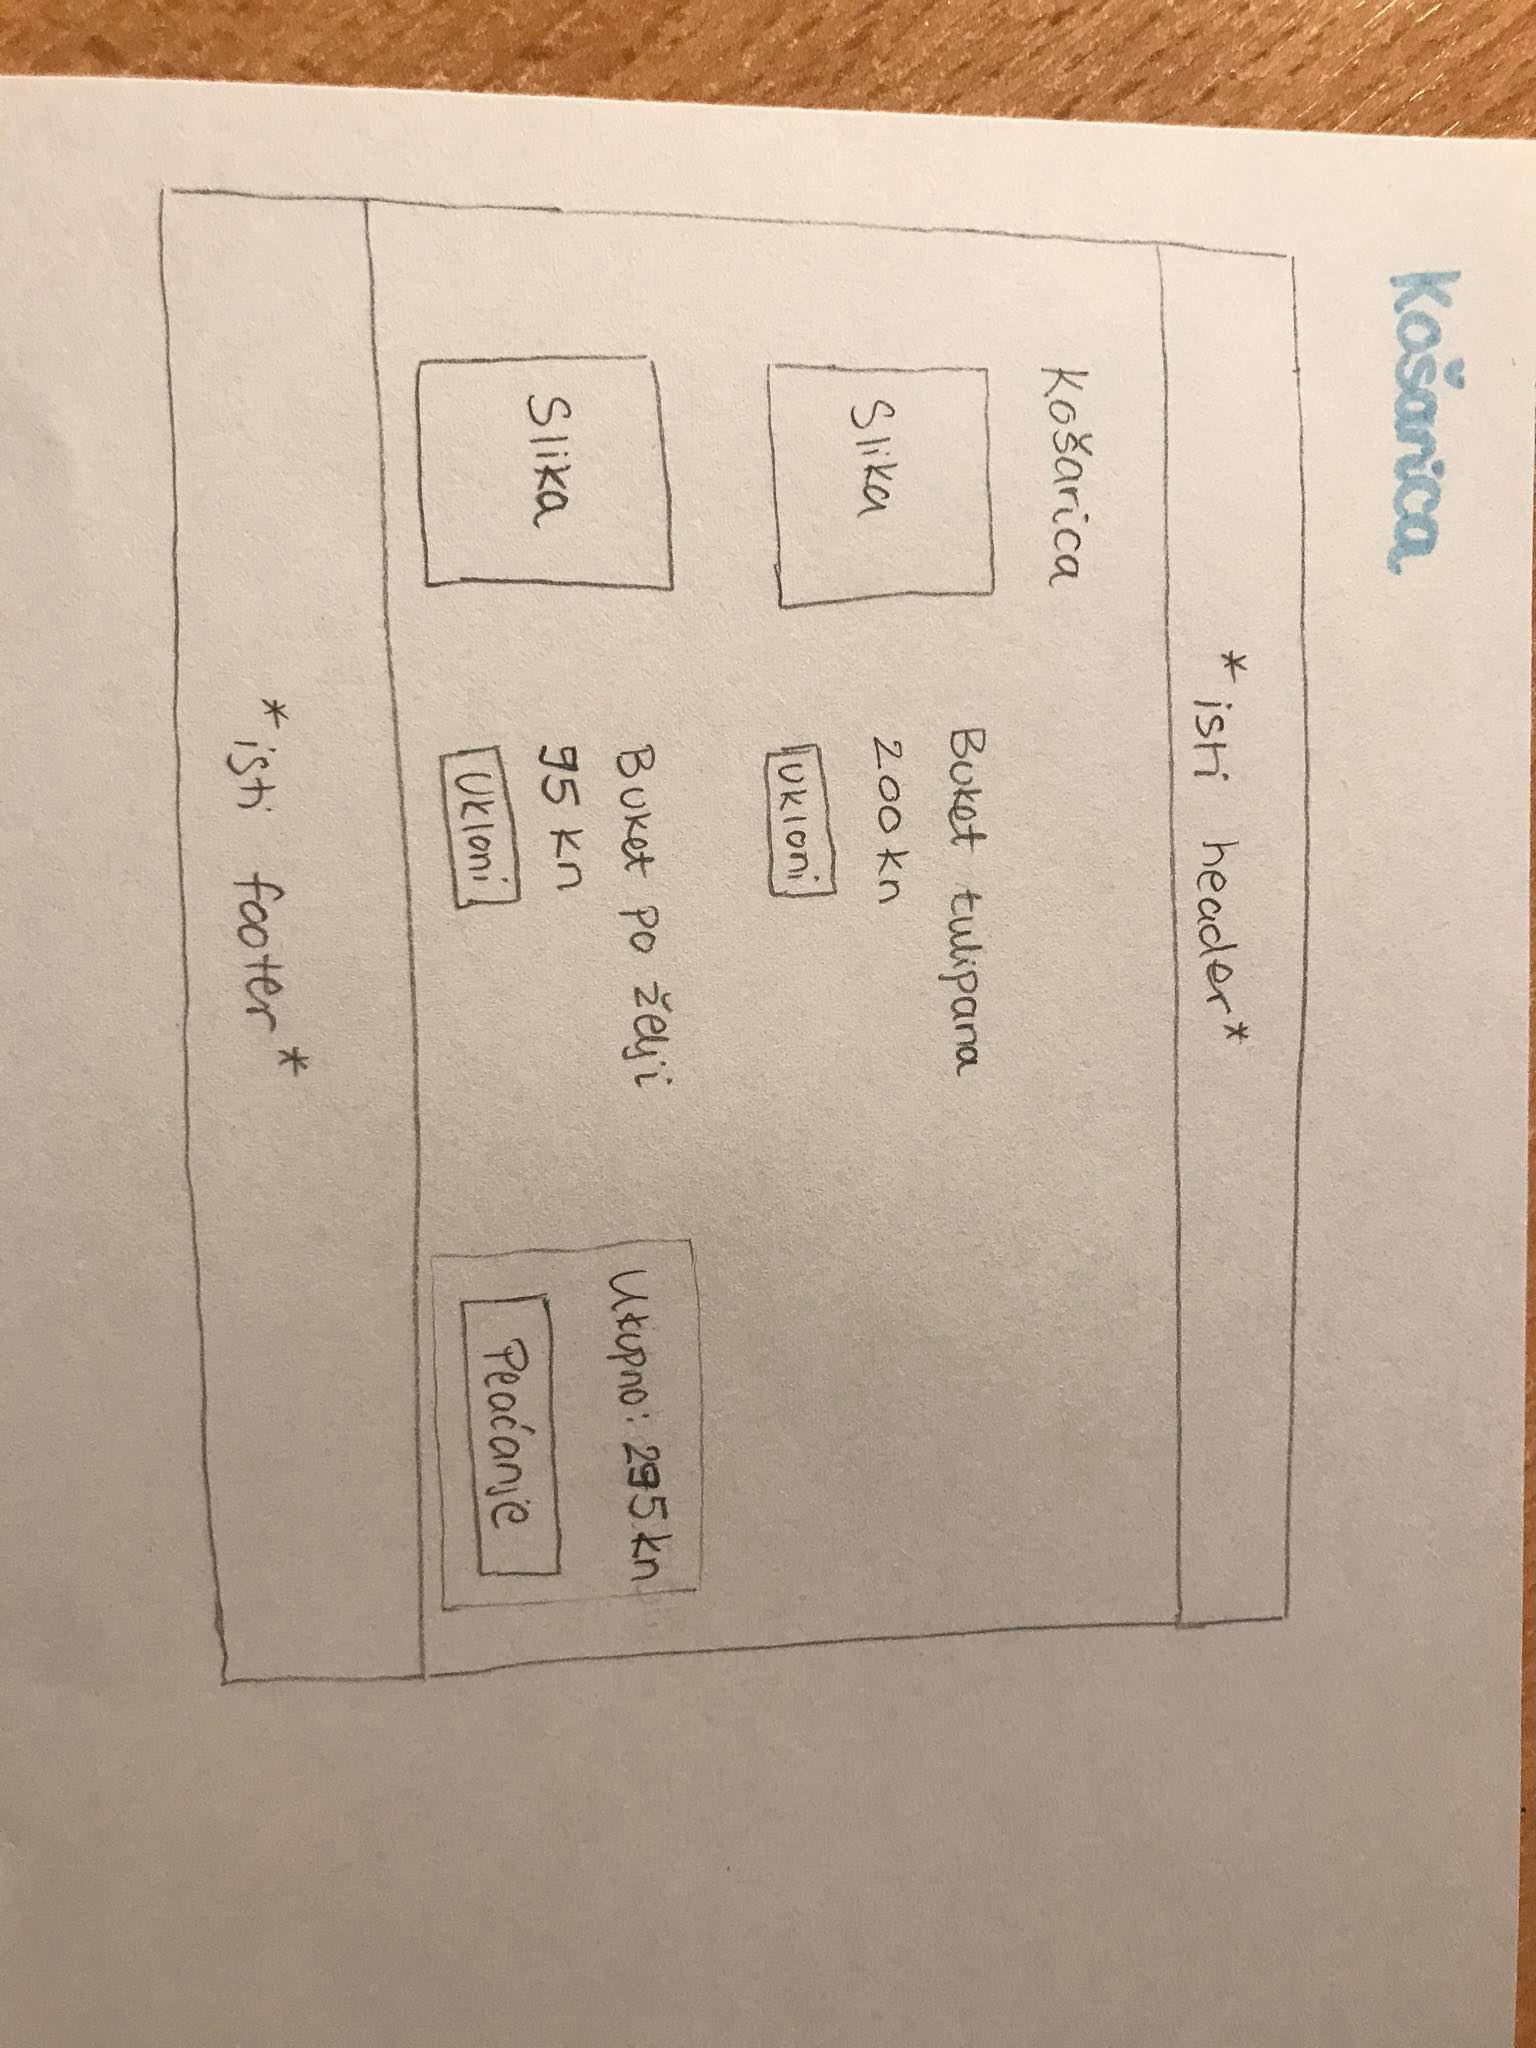 Košarica
*isti header*
Košarica
Slika
Buket tulipana
200 kn
Ukloni
Slika
Buket po želji
95 kn
Ukloni
Ukupno: 295 kn
Plaćanje
*isti footer*